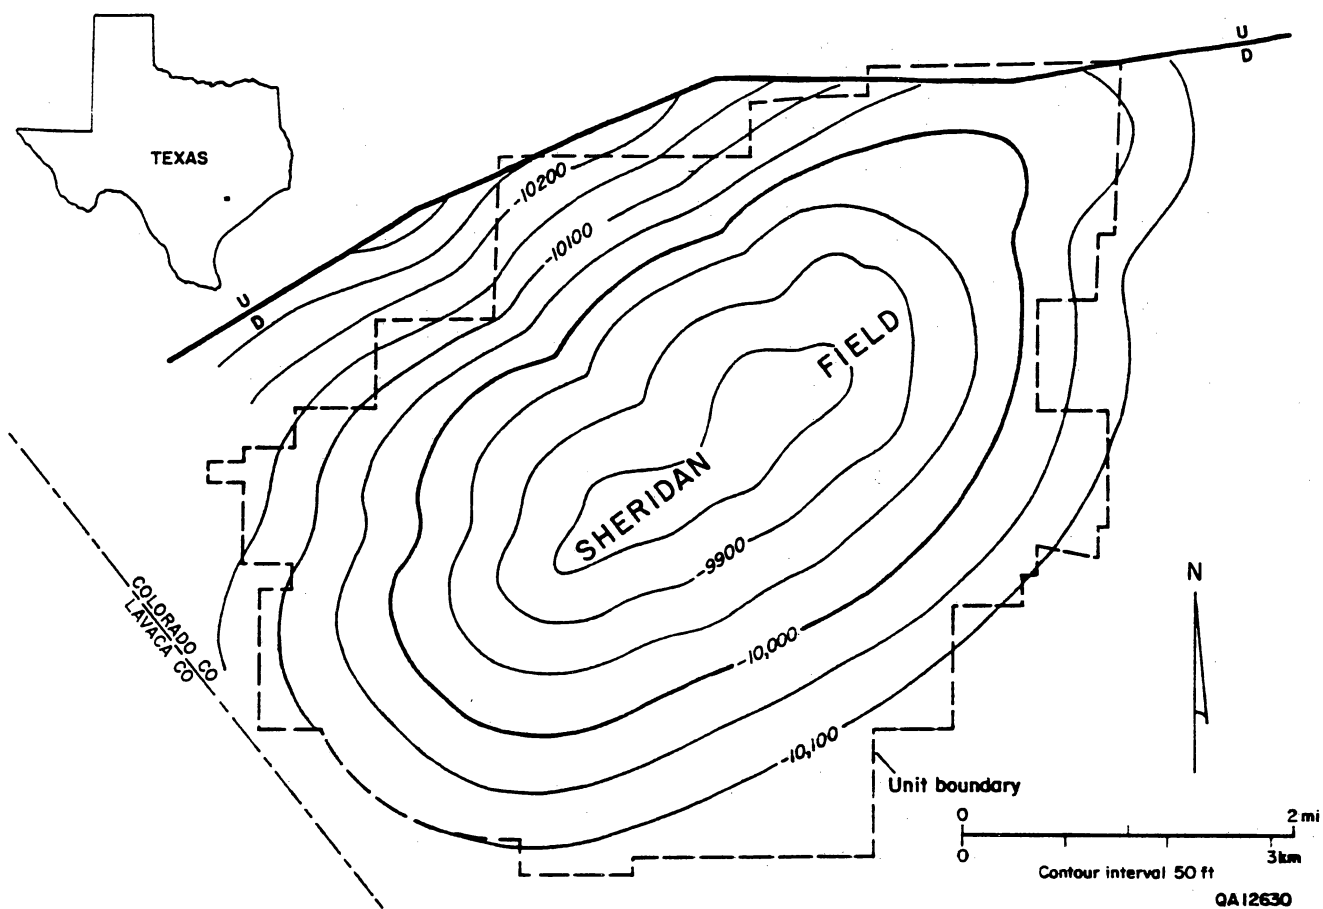 U
D
TEXAS
-10200
-10100
U
D
FIELD
SHERIDAN
-9900
N
COLORADO CO
LAVACA CO
-10,000
-10,100
Unit boundary
0 2 mi
0 3 km
Contour interval 50 ft
QA12630